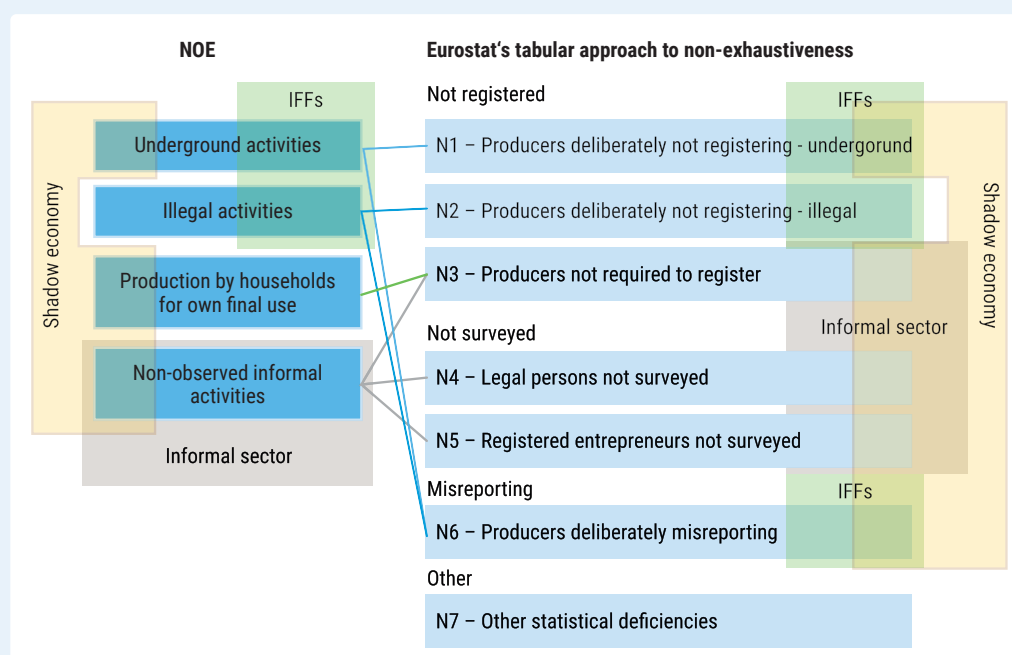 NOE
IFFs
Underground activities
Illegal activities
Production by households
for own final use
Non-observed informal
activities
Informal sector
Shadow economy
Eurostat‘s tabular approach to non-exhaustiveness
Not registered
IFFs
N1 – Producers deliberately not registering - undergorund
N2 – Producers deliberately not registering - illegal
N3 – Producers not required to register
Not surveyed
Informal sector
N4 – Legal persons not surveyed
N5 – Registered entrepreneurs not surveyed
Misreporting
IFFs
N6 – Producers deliberately misreporting
Other
N7 – Other statistical deficiencies
Shadow economy